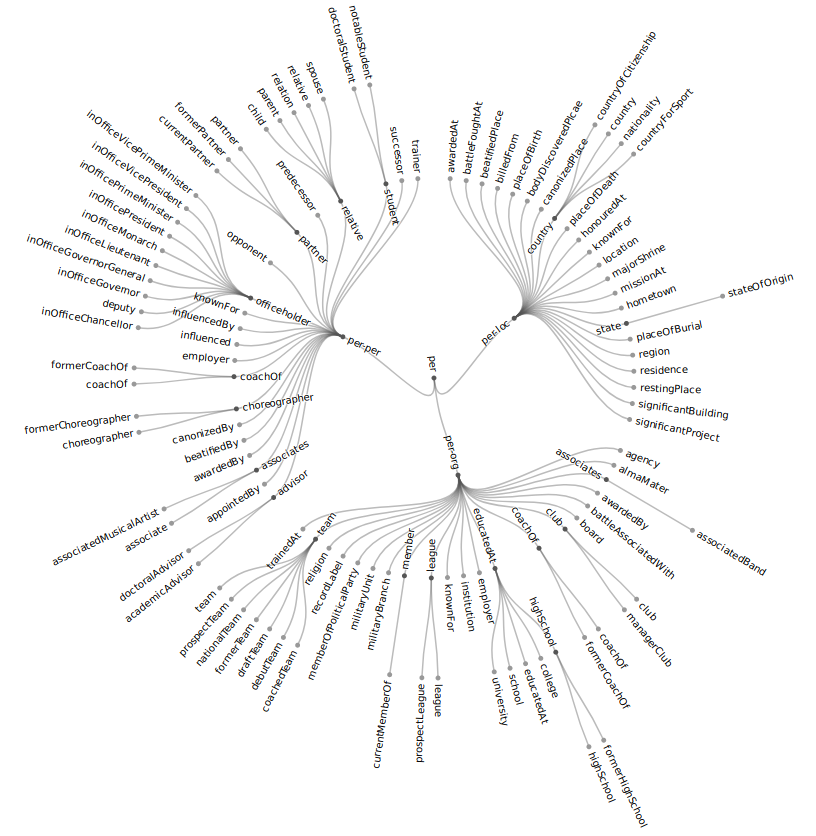 per
per-per
advisor
academicAdvisor
doctoralAdvisor
appointedBy
associates
associate
associatedMusicalArtist
awardedBy
beatifiedBy
canonizedBy
choreographer
choreographer
formerChoreographer
coachOf
coachOf
formerCoachOf
employer
influenced
influencedBy
knownFor
officeholder
inOfficeChancellor
deputy
inOfficeGovernor
inOfficeGovernorGeneral
inOfficeLieutenant
inOfficeMonarch
inOfficePresident
inOfficePrimeMinister
inOfficeVicePresident
inOfficeVicePrimeMinister
opponent
partner
currentPartner
formerPartner
partner
predecessor
relative
child
parent
relation
relative
spouse
student
doctoralStudent
notableStudent
successor
trainer
per-loc
awardedAt
battleFoughtAt
beatifiedPlace
billedFrom
placeOfBirth
bodyDiscoveredPlcae
canonizedPlace
country
countryOfCitizenship
country
nationality
countryForSport
placeOfDeath
honouredAt
knownFor
location
majorShrine
missionAt
hometown
state
stateOfOrigin
placeOfBurial
region
residence
restingPlace
significantBuilding
significantProject
per-org
agency
almaMater
associates
associatedBand
awardedBy
battleAssociatedWith
board
club
club
managerClub
coachOf
coachOf
formerCoachOf
educatedAt
highSchool
formerHighSchool
highSchool
college
educatedAt
school
university
employer
institution
knownFor
league
league
prospectLeague
member
currentMemberOf
militaryBranch
militaryUnit
memberOfPoliticalParty
recordLabel
religion
team
coachedTeam
debutTeam
draftTeam
formerTeam
nationalTeam
prospectTeam
team
trainedAt